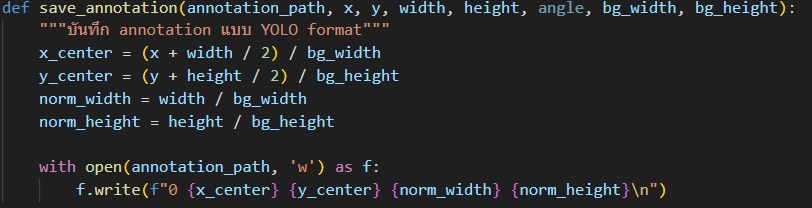 def save_annotation(annotation_path, x, y, width, height, angle, bg_width, bg_height):
    """บันทึก annotation แบบ YOLO format"""
    x_center = (x + width / 2) / bg_width
    y_center = (y + height / 2) / bg_height
    norm_width = width / bg_width
    norm_height = height / bg_height

    with open(annotation_path, 'w') as f:
        f.write(f"0 {x_center} {y_center} {norm_width} {norm_height}\n")